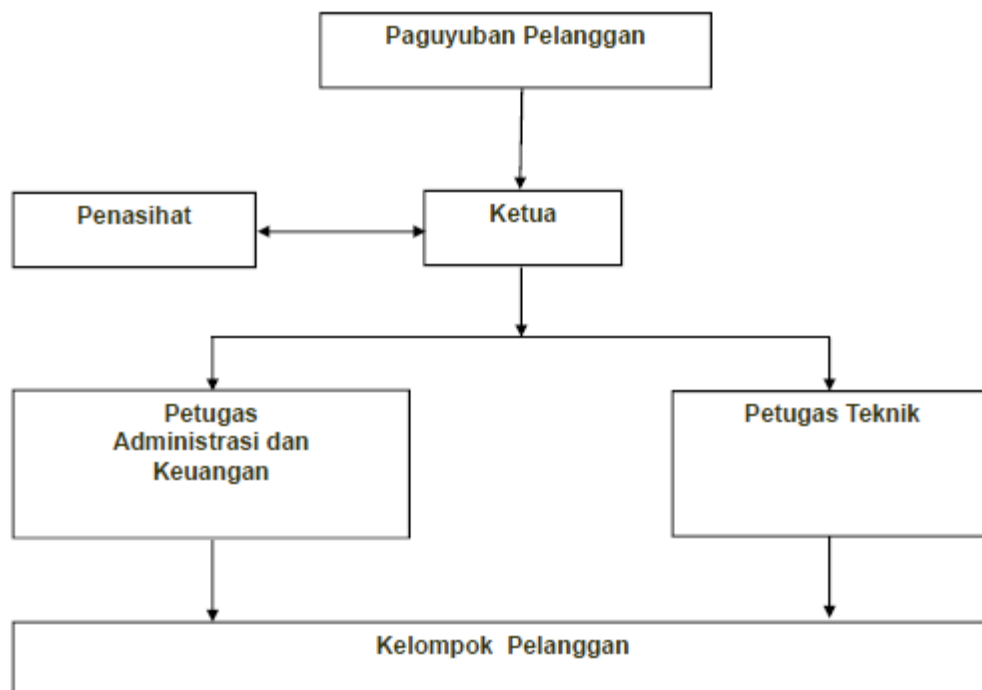 Paguyuban Pelanggan
Penasihat
Ketua
Petugas
Administrasi dan
Keuangan
Petugas Teknik
Kelompok Pelanggan